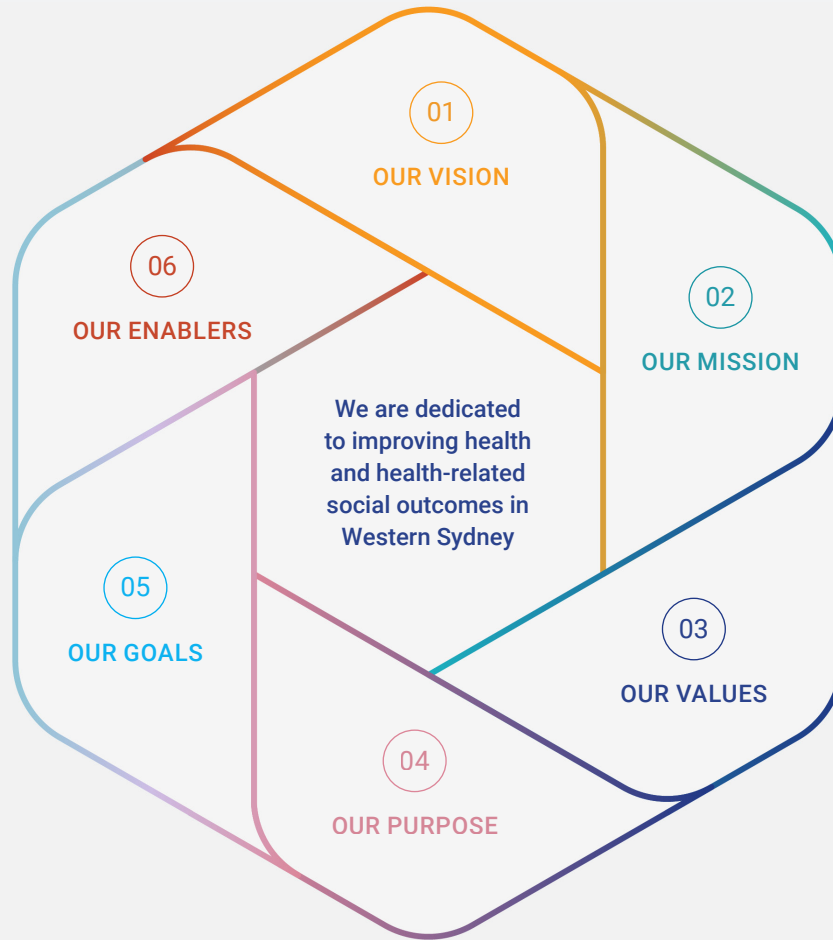 01
OUR VISION
02
OUR MISSION
03
OUR VALUES
04
OUR PURPOSE
05
OUR GOALS
06
OUR ENABLERS
We are dedicated
to improving health
and health-related
social outcomes in
Western Sydney